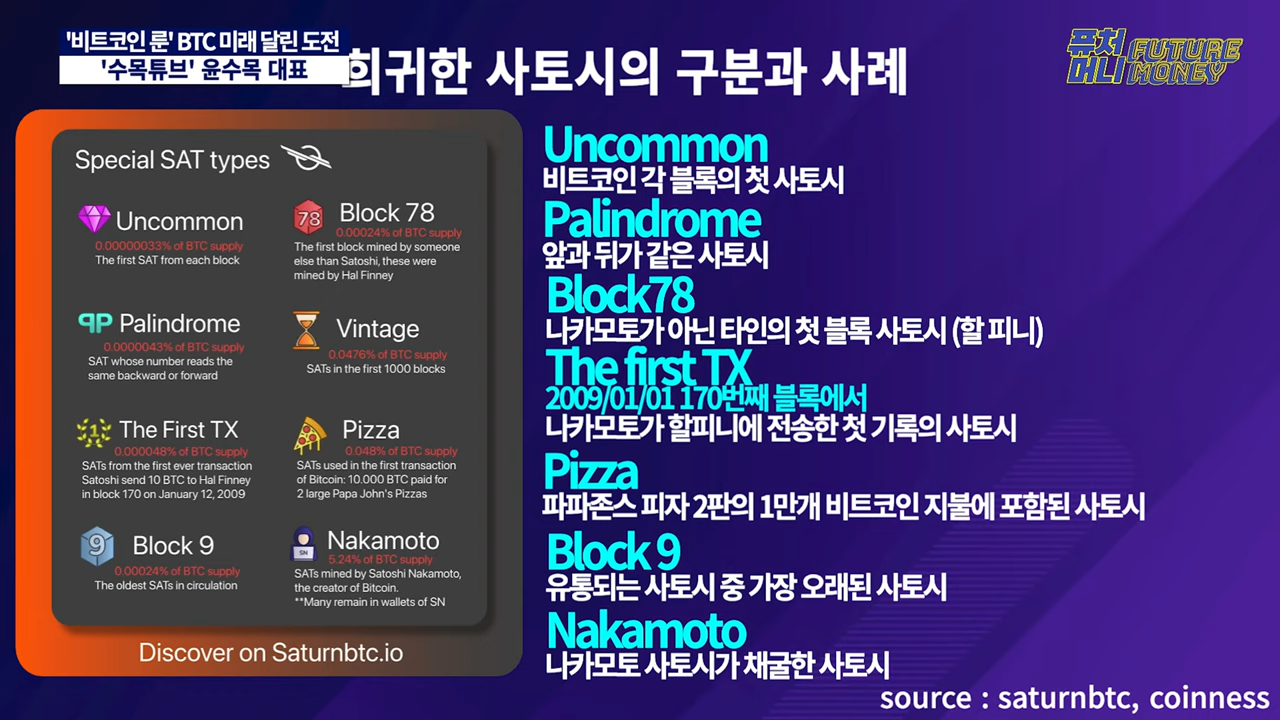 '비트코인 룬' BTC 미래 달린 도전
'수목튜브' 윤수목 대표
희귀한 사토시의 구분과 사례
퓨처
머니
FUTURE
MONEY
Special SAT types
Uncommon
0.00000033% of BTC supply
The first SAT from each block
78
Block 78
0.00024% of BTC supply
The first block mined by someone
else than Satoshi, these were
mined by Hal Finney
Palindrome
0.0000043% of BTC supply
SAT whose number reads the
same backward or forward
Vintage
0.0476% of BTC supply
SATs in the first 1000 blocks
1
The First TX
0.000048% of BTC supply
SATs from the first ever transaction
Satoshi send 10 BTC to Hal Finney
in block 170 on January 12, 2009
Pizza
0.048% of BTC supply
SATs used in the first transaction
of Bitcoin: 10.000 BTC paid for
2 large Papa John's Pizzas
9
Block 9
0.00024% of BTC supply
The oldest SATs in circulation
SN
Nakamoto
5.24% of BTC supply
SATs mined by Satoshi Nakamoto,
the creator of Bitcoin.
**Many remain in wallets of SN
Discover on Saturnbtc.io
Uncommon
비트코인 각 블록의 첫 사토시
Palindrome
앞과 뒤가 같은 사토시
Block78
나카모토가 아닌 타인의 첫 블록 사토시 (할 피니)
The first TX
2009/01/01 170번째 블록에서
나카모토가 할피니에 전송한 첫 기록의 사토시
Pizza
파파존스 피자 2판의 1만개 비트코인 지불에 포함된 사토시
Block 9
유통되는 사토시 중 가장 오래된 사토시
Nakamoto
나카모토 사토시가 채굴한 사토시
source : saturnbtc, coinness